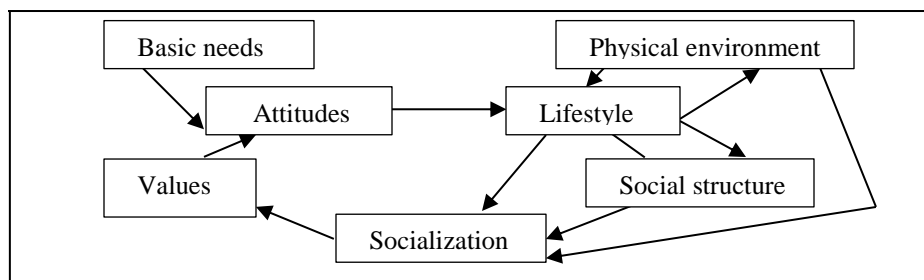 Basic needs
Physical environment
Attitudes
Lifestyle
Values
Social structure
Socialization